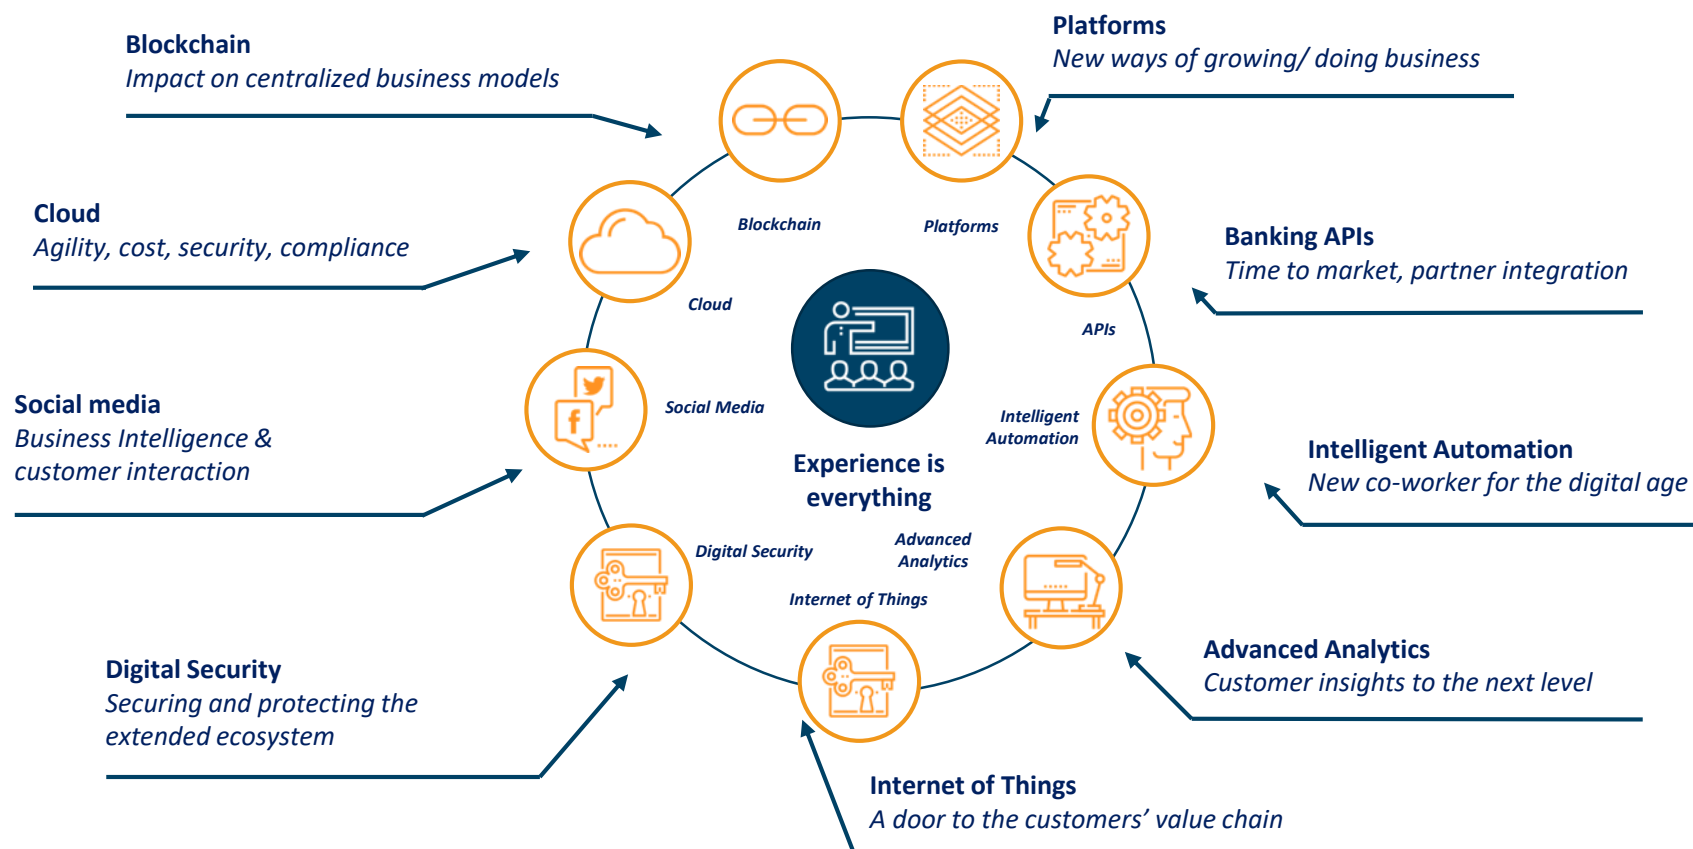 Blockchain
Impact on centralized business models
Platforms
New ways of growing/ doing business
Cloud
Agility, cost, security, compliance
Banking APIs
Time to market, partner integration
Social media
Business Intelligence &
customer interaction
Intelligent Automation
New co-worker for the digital age
Digital Security
Securing and protecting the
extended ecosystem
Advanced Analytics
Customer insights to the next level
Internet of Things
A door to the customers’ value chain
Blockchain
Platforms
Cloud
APIs
Social Media
Intelligent
Automation
Experience is
everything
Digital Security
Advanced
Analytics
Internet of Things
f